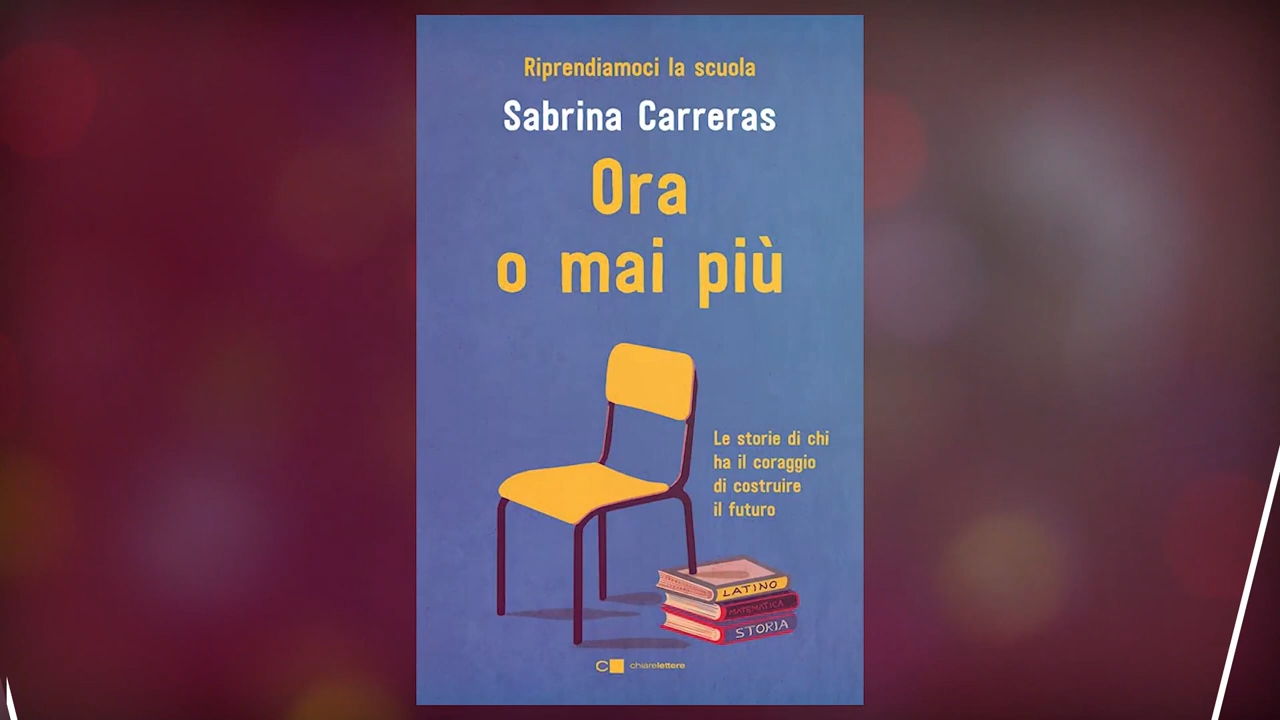 Riprendiamoci la scuola
Sabrina Carreras
Ora
o mai più
Le storie di chi
ha il coraggio
di costruire
il futuro
LATINO
MATEMATICA
STORIA
chiarelettere